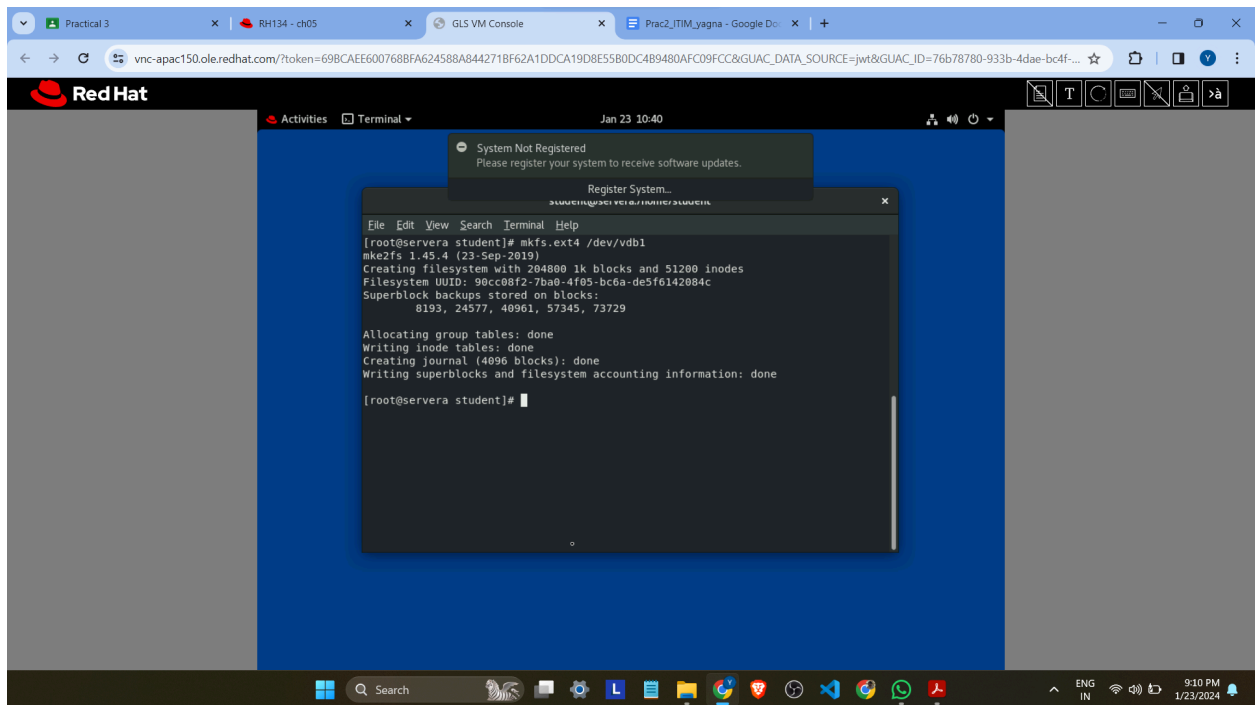 Practical 3
RH134 - ch05
GLS VM Console
Prac2_ITIM_yagna - Google Doc
vnc-apac150.ole.redhat.com/?token=69BCAEE600768BFA624588A844271BF62A1DDCA19D8E55B0DC4B9480AFC09FCC&GUAC_DATA_SOURCE=jwt&GUAC_ID=76b78780-933b-4dae-bc4f-...
Y
Red Hat
T
>à
Activities Terminal Jan 23 10:40
System Not Registered
Please register your system to receive software updates.
Register System...
student@servera:/home/student
File Edit View Search Terminal Help
[root@servera student]# mkfs.ext4 /dev/vdb1
mke2fs 1.45.4 (23-Sep-2019)
Creating filesystem with 204800 1k blocks and 51200 inodes
Filesystem UUID: 90cc08f2-7ba0-4f05-bc6a-de5f6142084c
Superblock backups stored on blocks:
8193, 24577, 40961, 57345, 73729
Allocating group tables: done
Writing inode tables: done
Creating journal (4096 blocks): done
Writing superblocks and filesystem accounting information: done
[root@servera student]#
Search
L
ENG
IN
9:10 PM
1/23/2024